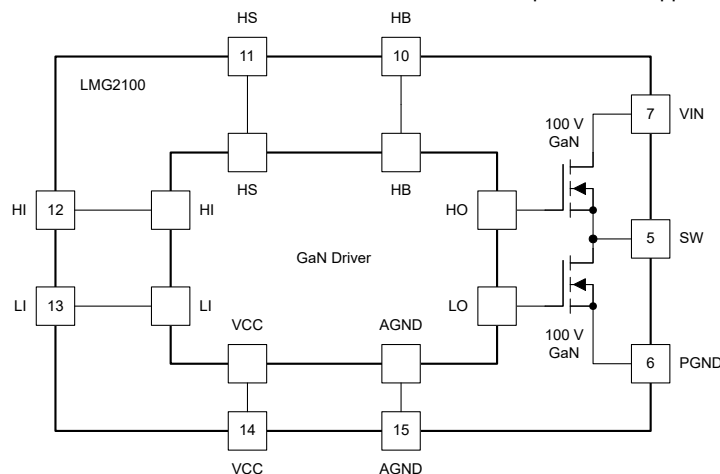 HS
HB
11
10
LMG2100
7
VIN
100 V
GaN
HS
HB
HI
12
HI
HO
5
SW
GaN Driver
LI
13
LI
LO
VCC
AGND
100 V
GaN
6
PGND
14
15
VCC
AGND